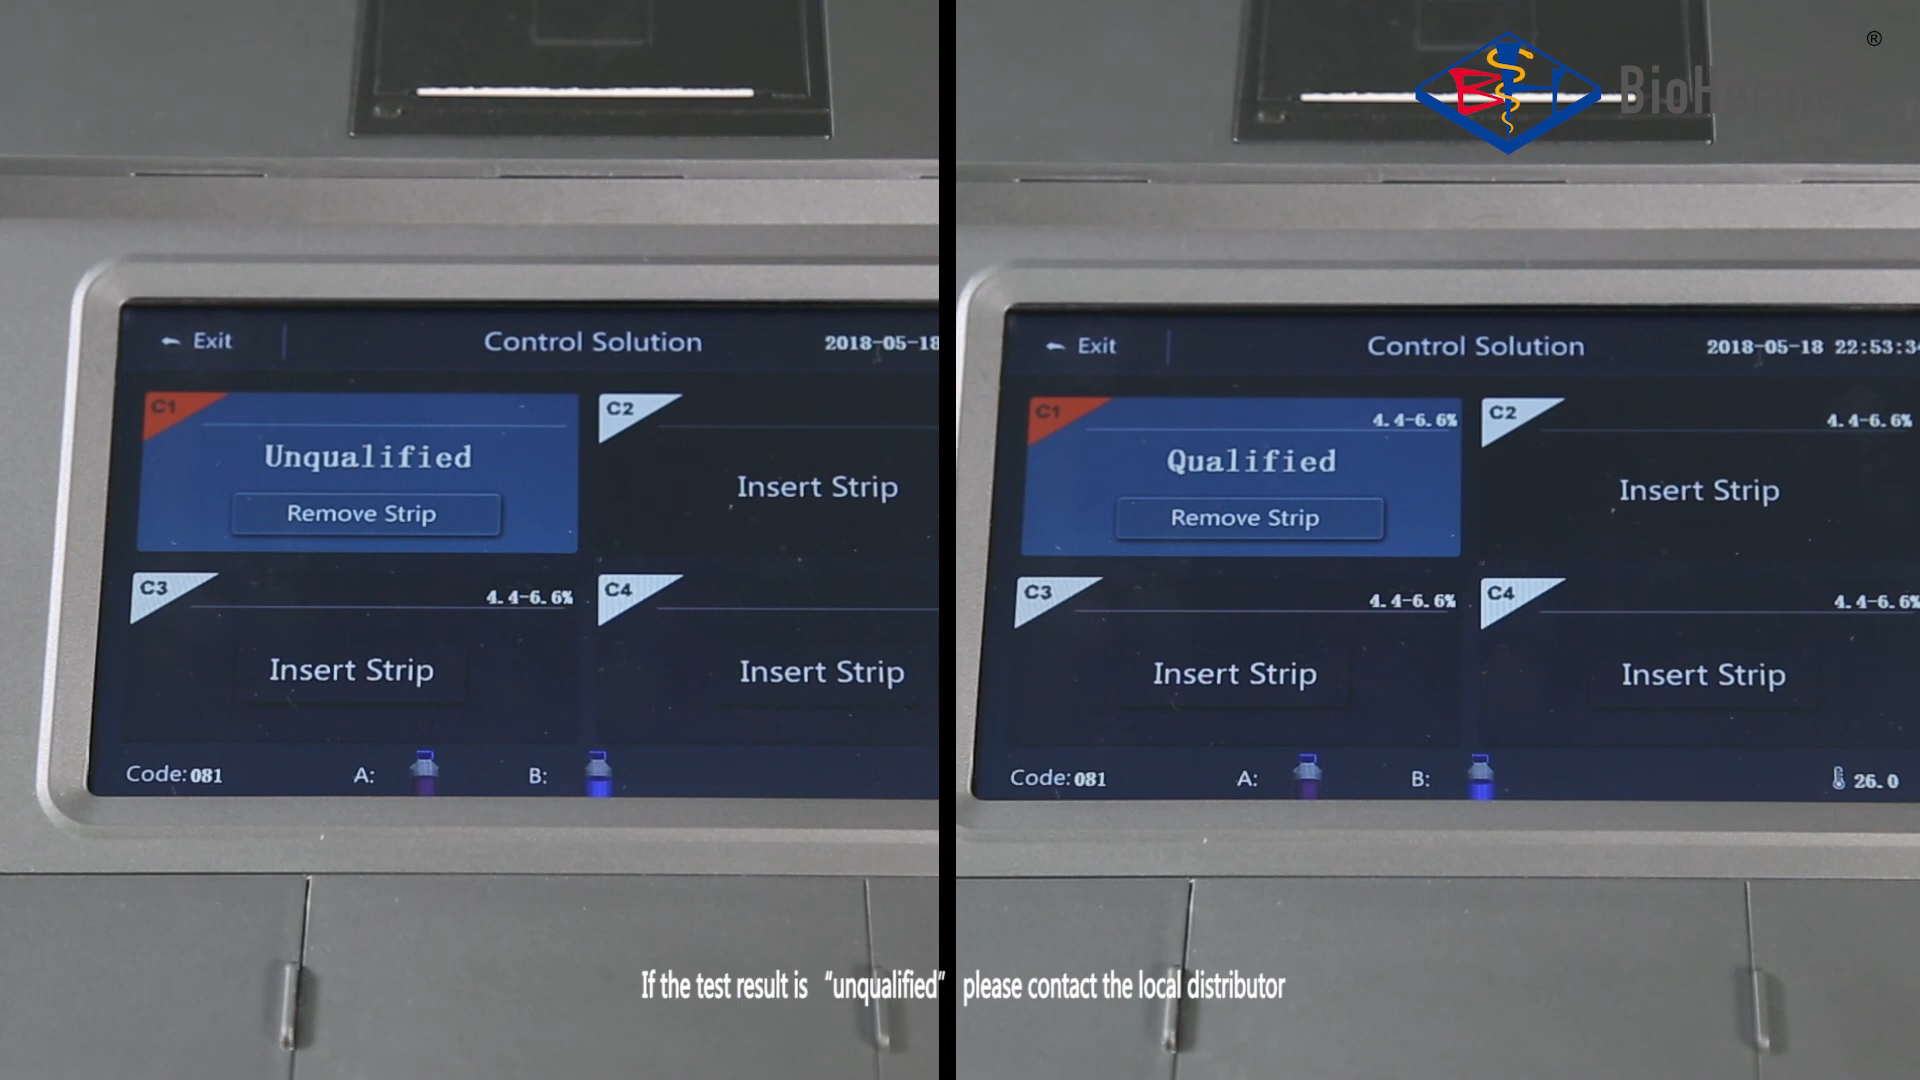 ®
BioH
Exit
Control Solution
2018-05-18
C1
Unqualified
Remove Strip
C2
Insert Strip
C3
4.4-6.6%
Insert Strip
C4
Insert Strip
Code:081
A:
B:
Exit
Control Solution
2018-05-18 22:53:34
C1
4.4-6.6%
Qualified
Remove Strip
C2
4.4-6.6%
Insert Strip
C3
4.4-6.6%
Insert Strip
C4
4.4-6.6%
Insert Strip
Code:081
A:
B:
26.0
If the test result is “unqualified” please contact the local distributor